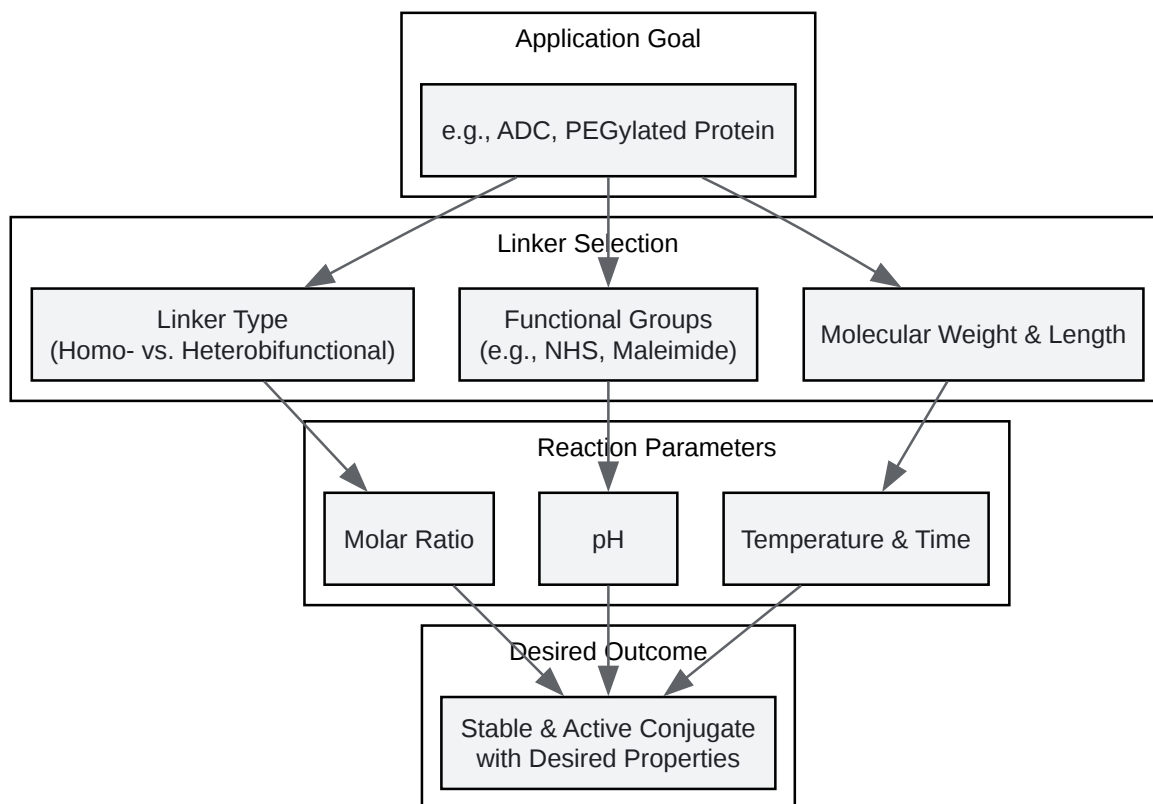 Application Goal
e.g., ADC, PEGylated Protein
Linker Selection
Linker Type
(Homo- vs. Heterobifunctional)
Functional Groups
(e.g., NHS, Maleimide)
Molecular Weight & Length
Reaction Parameters
Molar Ratio
pH
Temperature & Time
Desired Outcome
Stable & Active Conjugate
with Desired Properties